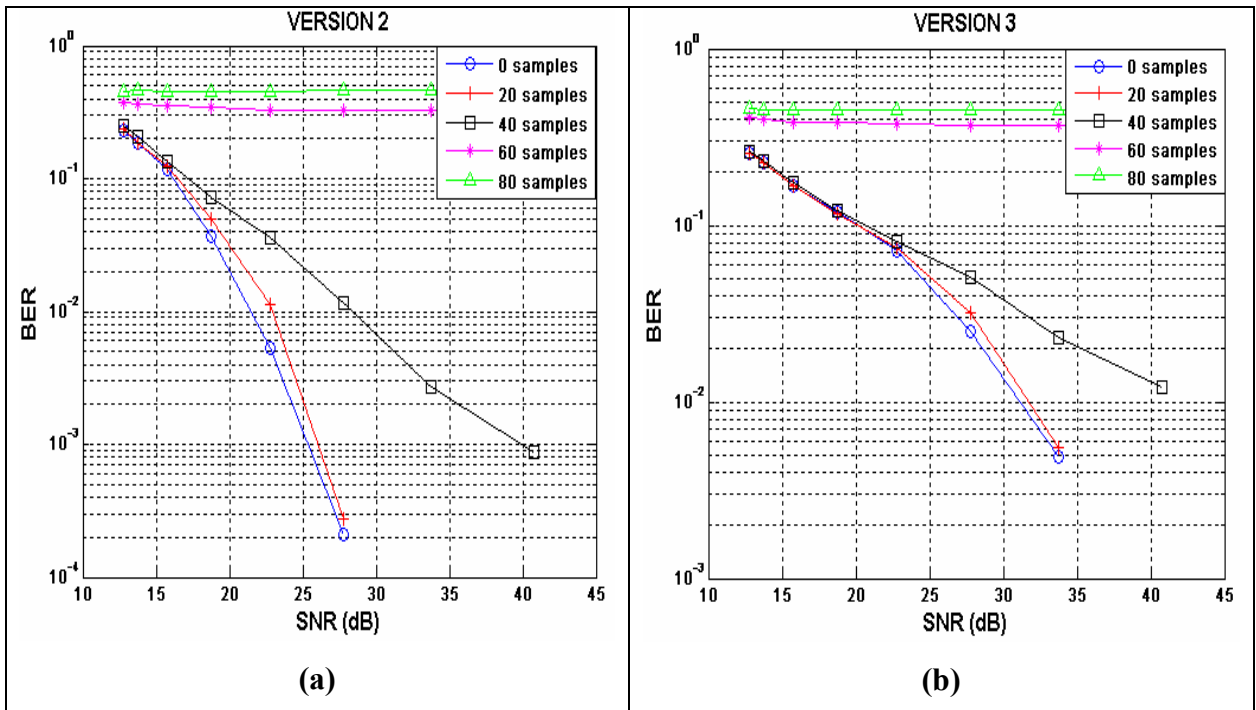 VERSION 2
10^0
10^-1
10^-2
10^-3
10^-4
BER
10 15 20 25 30 35 40 45
SNR (dB)
0 samples
20 samples
40 samples
60 samples
80 samples
(a)
VERSION 3
10^0
10^-1
10^-2
10^-3
BER
10 15 20 25 30 35 40 45
SNR (dB)
0 samples
20 samples
40 samples
60 samples
80 samples
(b)